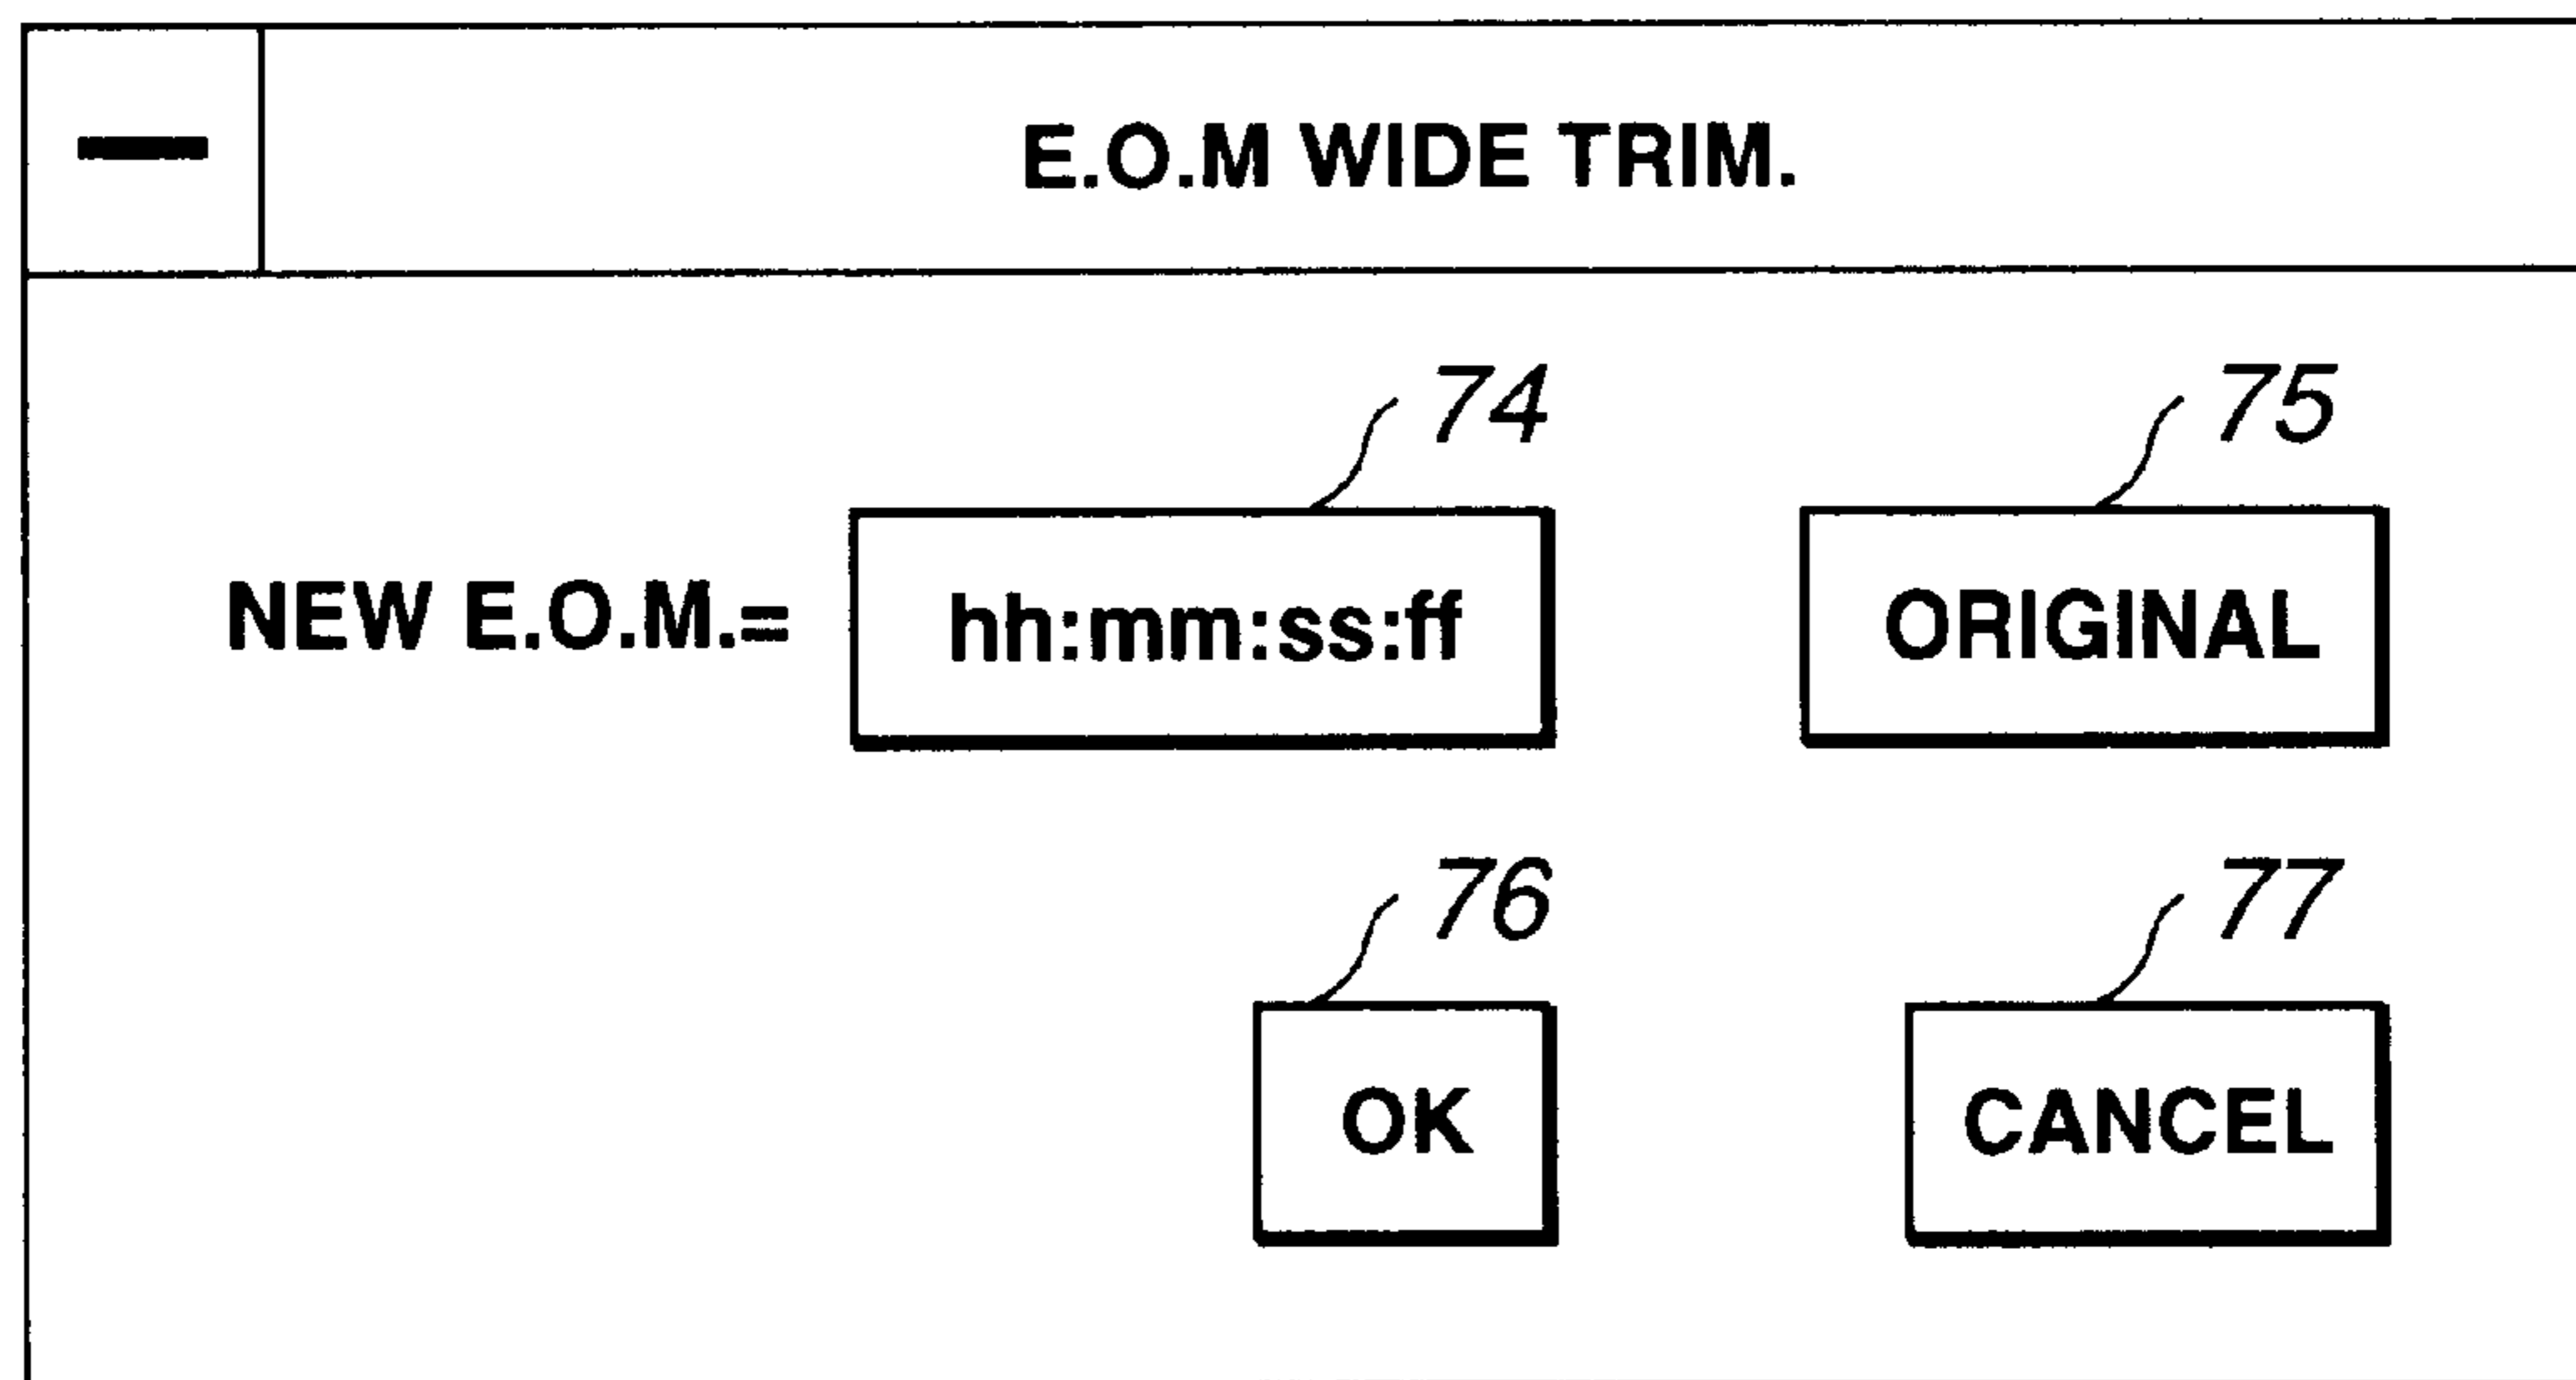 E.O.M WIDE TRIM.
74 75
NEW E.O.M.= hh:mm:ss:ff ORIGINAL
76 77
OK CANCEL